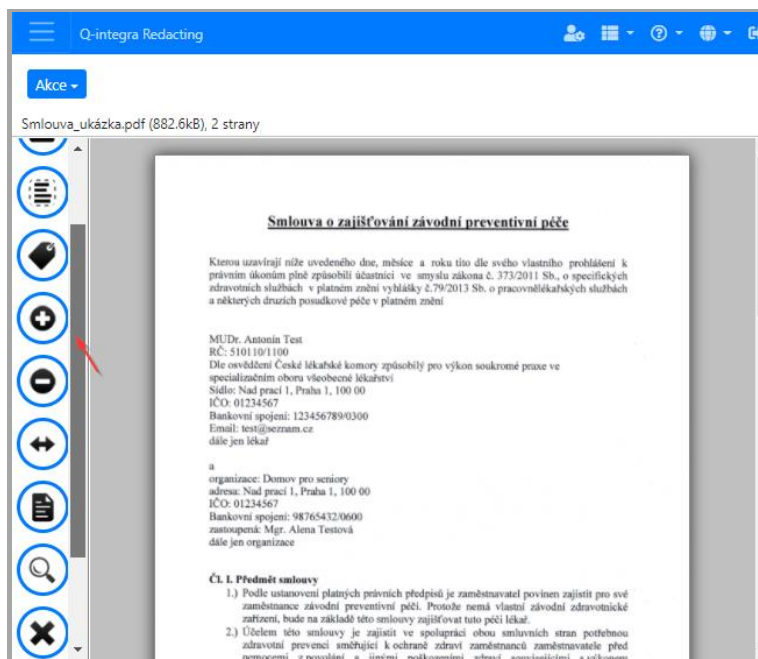 Q-integra Redacting
Akce
Smlouva_ukázka.pdf (882.6kB), 2 strany
Smlouva o zajišťování závodní preventivní péče
Kterou uzavírají níže uvedeného dne, měsíce a roku tito dle svého vlastního prohlášení k
právním úkonům plně způsobilí účastníci ve smyslu zákona č. 373/2011 Sb., o specifických
zdravotních službách v platném znění vyhlášky č.79/2013 Sb. o pracovnělékařských službách
a některých druzích posudkové péče v platném znění
MUDr. Antonín Test
RČ: 510110/1100
Dle osvědčení České lékařské komory způsobilý pro výkon soukromé praxe ve
specializačním oboru všeobecné lékařství
Sídlo: Nad prací 1, Praha 1, 100 00
IČO: 01234567
Bankovní spojení: 123456789/0300
Email: test@seznam.cz
dále jen lékař
a
organizace: Domov pro seniory
adresa: Nad prací 1, Praha 1, 100 00
IČO: 01234567
Bankovní spojení: 98765432/0600
zastoupená: Mgr. Alena Testová
dále jen organizace
Čl. I. Předmět smlouvy
1.) Podle ustanovení platných právních předpisů je zaměstnavatel povinen zajistit pro své
zaměstnance závodní preventivní péči. Protože nemá vlastní závodní zdravotnické
zařízení, bude na základě této smlouvy zajišťovat tuto péči lékař.
2.) Účelem této smlouvy je zajistit ve spolupráci obou smluvních stran potřebnou
zdravotní prevenci směřující k ochraně zdraví zaměstnanců zaměstnavatele před
nemocemi z povolání a jinými poškozeními zdraví souvisejícími s výkonem